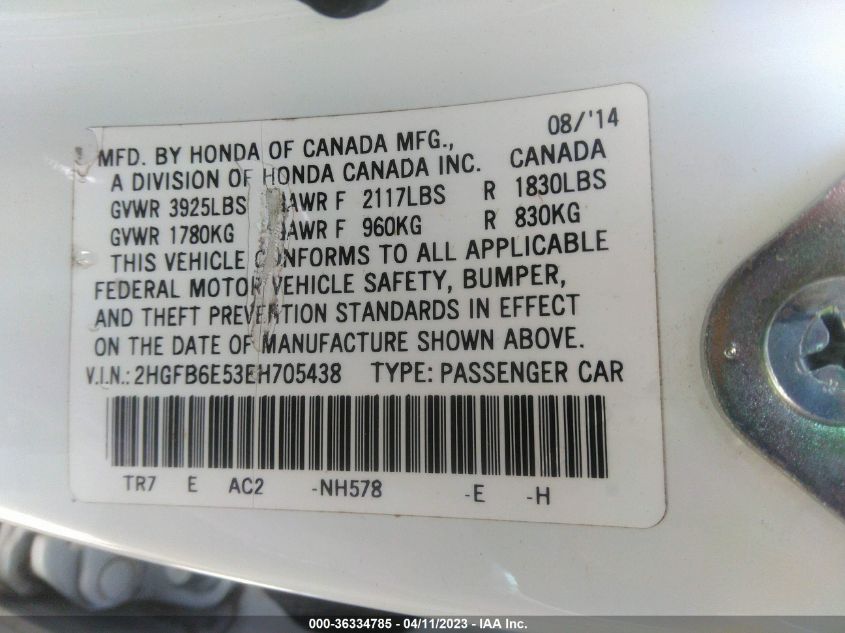 MFD. BY HONDA OF CANADA MFG., 08/'14
A DIVISION OF HONDA CANADA INC. CANADA
GVWR 3925LBS GAWR F 2117LBS R 1830LBS
GVWR 1780KG GAWR F 960KG R 830KG
THIS VEHICLE CONFORMS TO ALL APPLICABLE
FEDERAL MOTOR VEHICLE SAFETY, BUMPER,
AND THEFT PREVENTION STANDARDS IN EFFECT
ON THE DATE OF MANUFACTURE SHOWN ABOVE.
V.I.N.: 2HGFB6E53EH705438 TYPE: PASSENGER CAR
TR7 E AC2 -NH578 -E -H
000-36334785 - 04/11/2023 - IAA Inc.